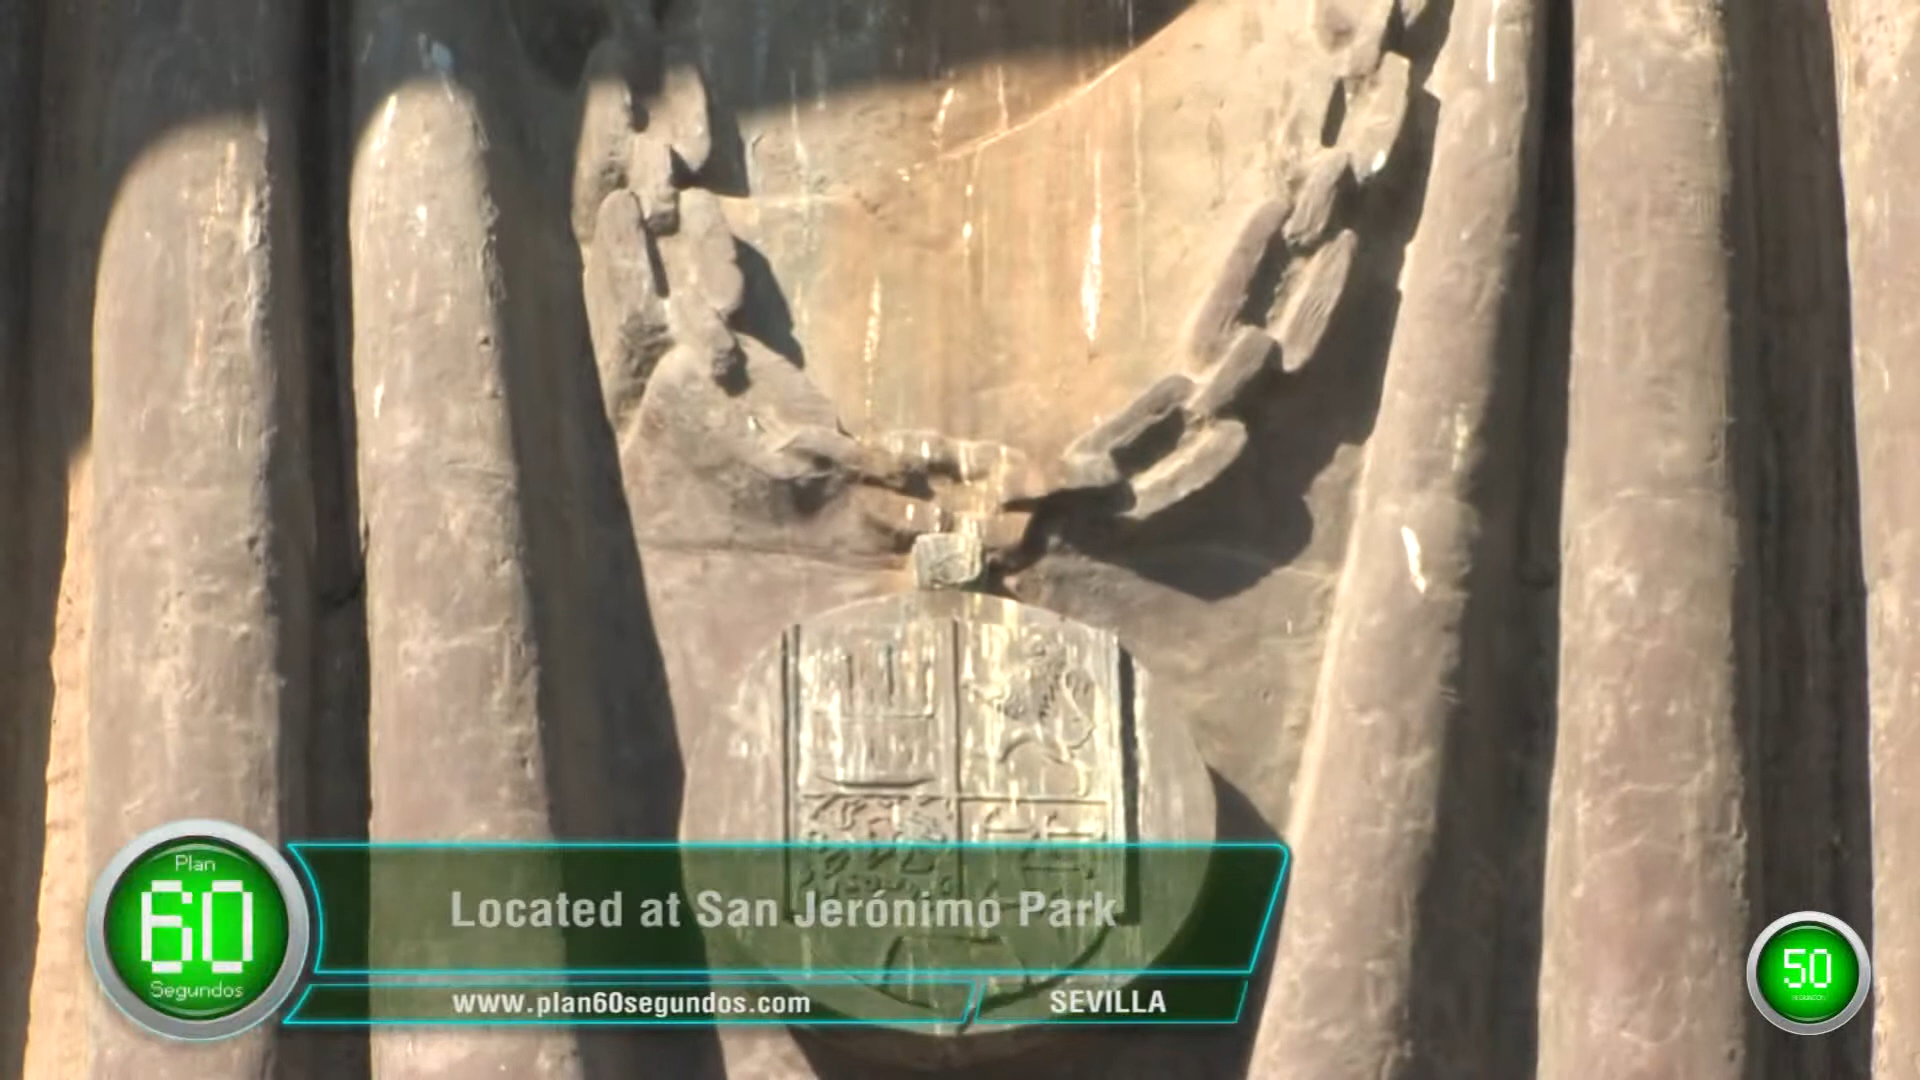 Plan
60
Segundos
Located at San Jerónimo Park
www.plan60segundos.com
SEVILLA
50